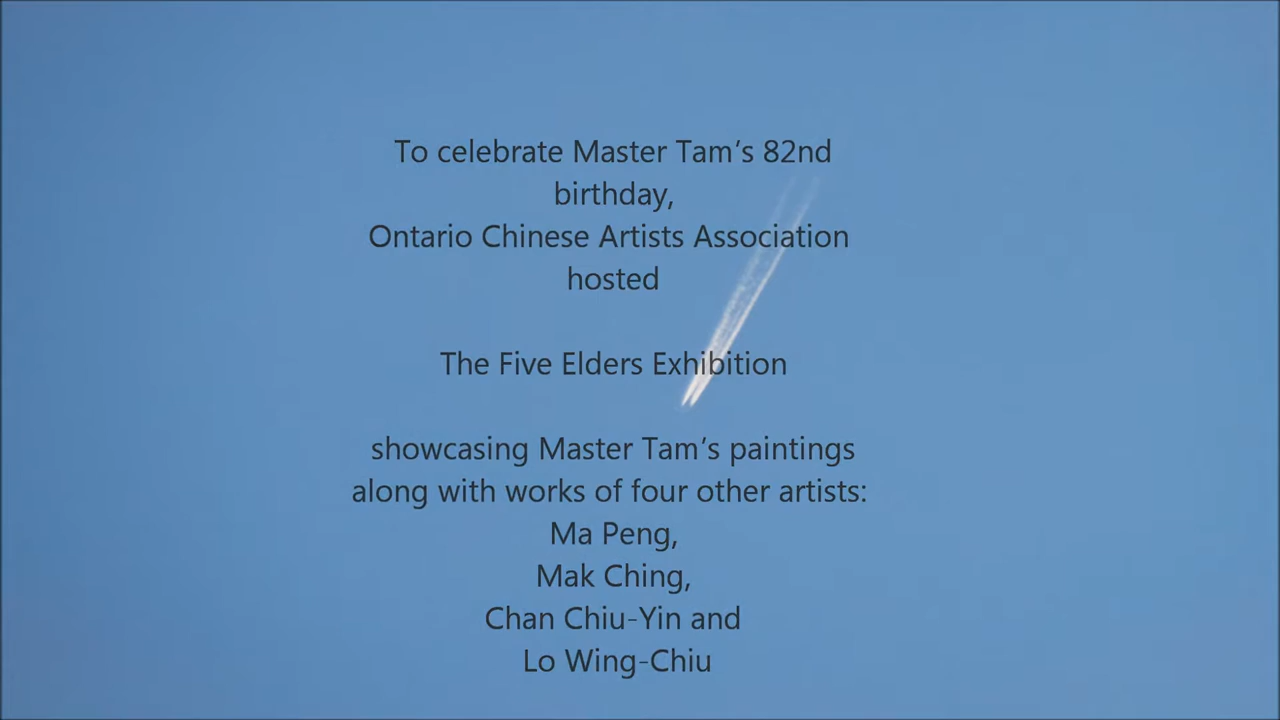 To celebrate Master Tam's 82nd
birthday,
Ontario Chinese Artists Association
hosted
The Five Elders Exhibition
showcasing Master Tam's paintings
along with works of four other artists:
Ma Peng,
Mak Ching,
Chan Chiu-Yin and
Lo Wing-Chiu